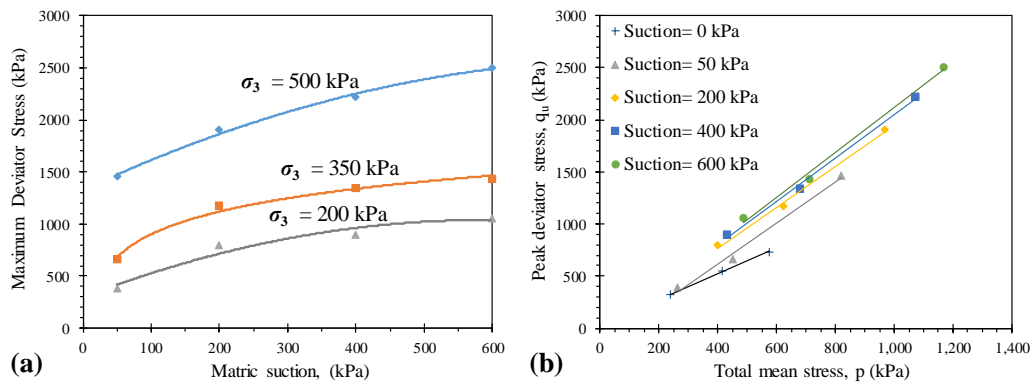 3000
2500
2000
1500
1000
500
0
Maximum Deviator Stress (kPa)
σ3 = 500 kPa
σ3 = 350 kPa
σ3 = 200 kPa
0 100 200 300 400 500 600
Matric suction, (kPa)
(a)
3000
2500
2000
1500
1000
500
0
Peak deviator stress, qu (kPa)
Suction= 0 kPa
Suction= 50 kPa
Suction= 200 kPa
Suction= 400 kPa
Suction= 600 kPa
0 200 400 600 800 1,000 1,200 1,400
Total mean stress, p (kPa)
(b)